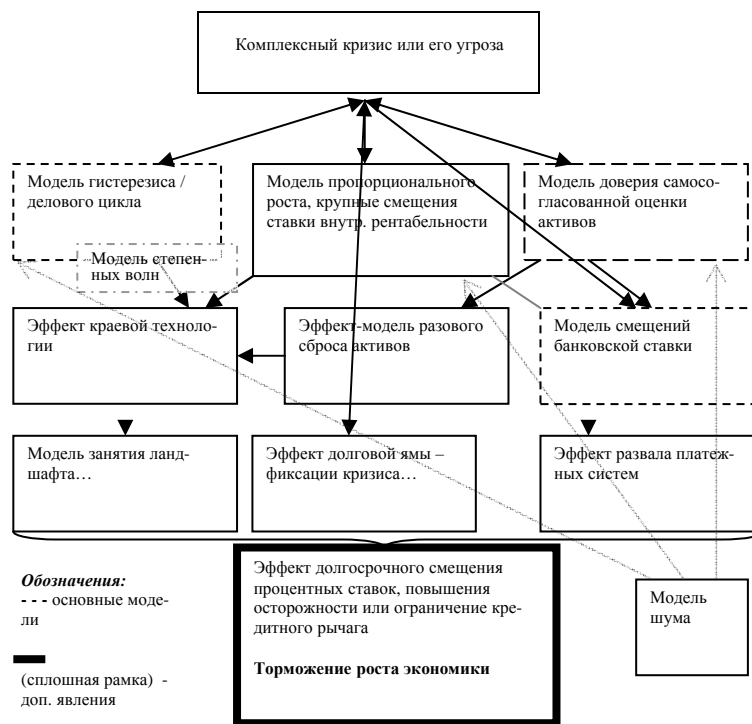 Комплексный кризис или его угроза
Модель гистерезиса /
делового цикла
Модель пропорционального
роста, крупные смещения
ставки внутр. рентабельности
Модель доверия самосо-
гласованной оценки
активов
Модель степен-
ных волн
Эффект краевой техноло-
гии
Эффект-модель разового
сброса активов
Модель смещений
банковской ставки
Модель занятия ланд-
шафта…
Эффект долговой ямы –
фиксации кризиса…
Эффект развала платеж-
ных систем
Эффект долгосрочного смещения
процентных ставок, повышения
осторожности или ограничение кре-
дитного рычага
Торможение роста экономики
Модель
шума
Обозначения:
- - - основные моде-
ли
(сплошная рамка) -
доп. явления